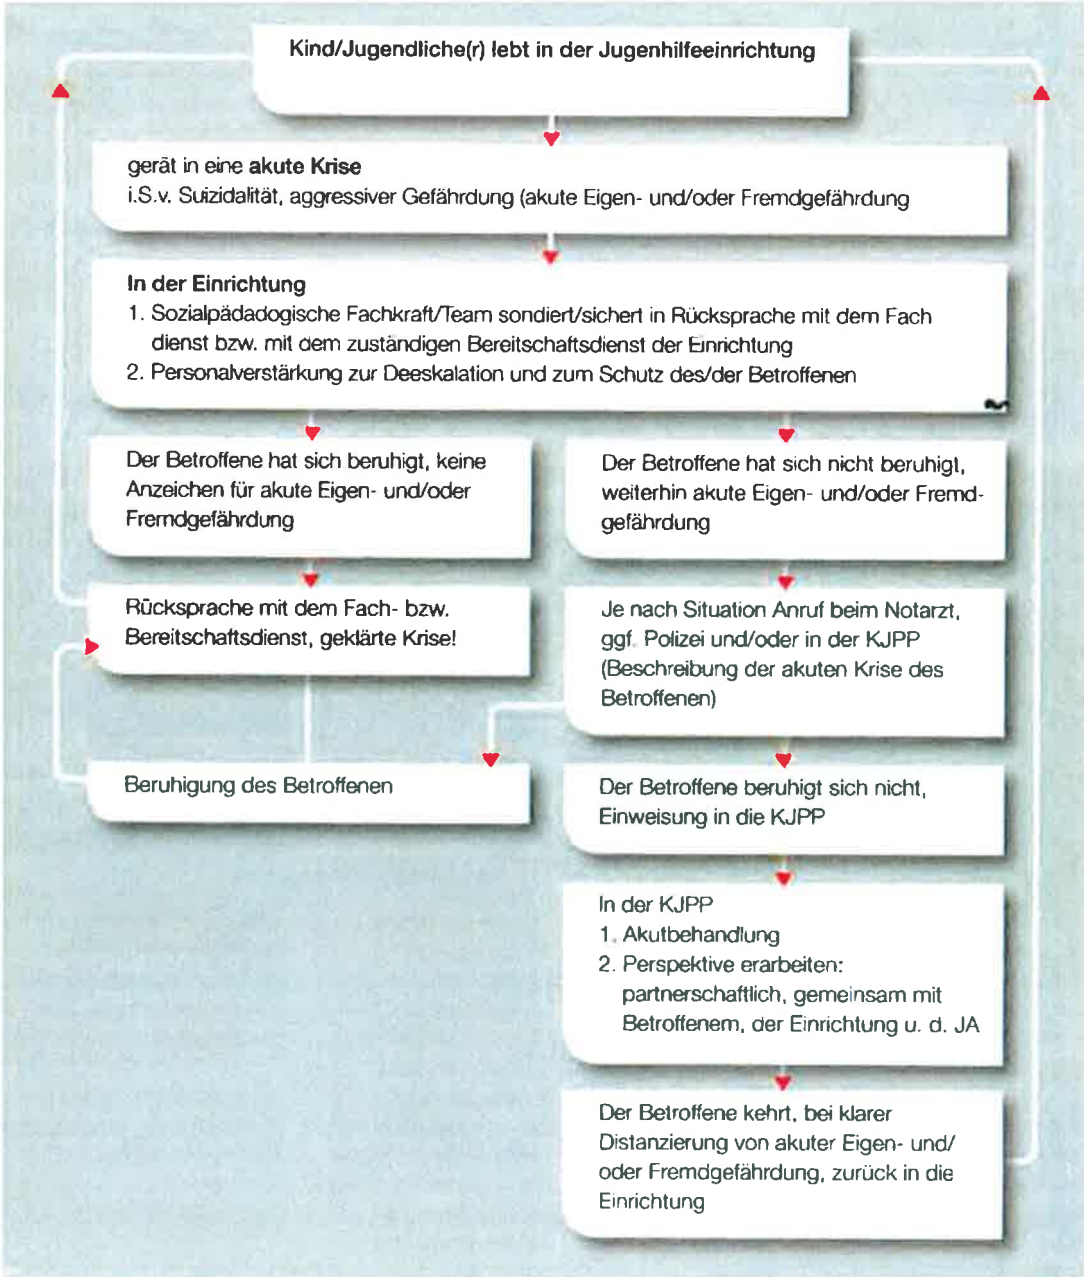 Kind/Jugendliche(r) lebt in der Jugenhilfeeinrichtung
gerät in eine akute Krise
i.S.v. Suizidalität, aggressiver Gefährdung (akute Eigen- und/oder Fremdgefährdung
In der Einrichtung
1. Sozialpädadogische Fachkraft/Team sondiert/sichert in Rücksprache mit dem Fach
dienst bzw. mit dem zuständigen Bereitschaftsdienst der Einrichtung
2. Personalverstärkung zur Deeskalation und zum Schutz des/der Betroffenen
Der Betroffene hat sich beruhigt, keine
Anzeichen für akute Eigen- und/oder
Fremdgefährdung
Der Betroffene hat sich nicht beruhigt,
weiterhin akute Eigen- und/oder Fremd-
gefährdung
Rücksprache mit dem Fach- bzw.
Bereitschaftsdienst, geklärte Krise!
Je nach Situation Anruf beim Notarzt,
ggf. Polizei und/oder in der KJPP
(Beschreibung der akuten Krise des
Betroffenen)
Beruhigung des Betroffenen
Der Betroffene beruhigt sich nicht,
Einweisung in die KJPP
In der KJPP
1. Akutbehandlung
2. Perspektive erarbeiten:
partnerschaftlich, gemeinsam mit
Betroffenem, der Einrichtung u. d. JA
Der Betroffene kehrt, bei klarer
Distanzierung von akuter Eigen- und/
oder Fremdgefährdung, zurück in die
Einrichtung